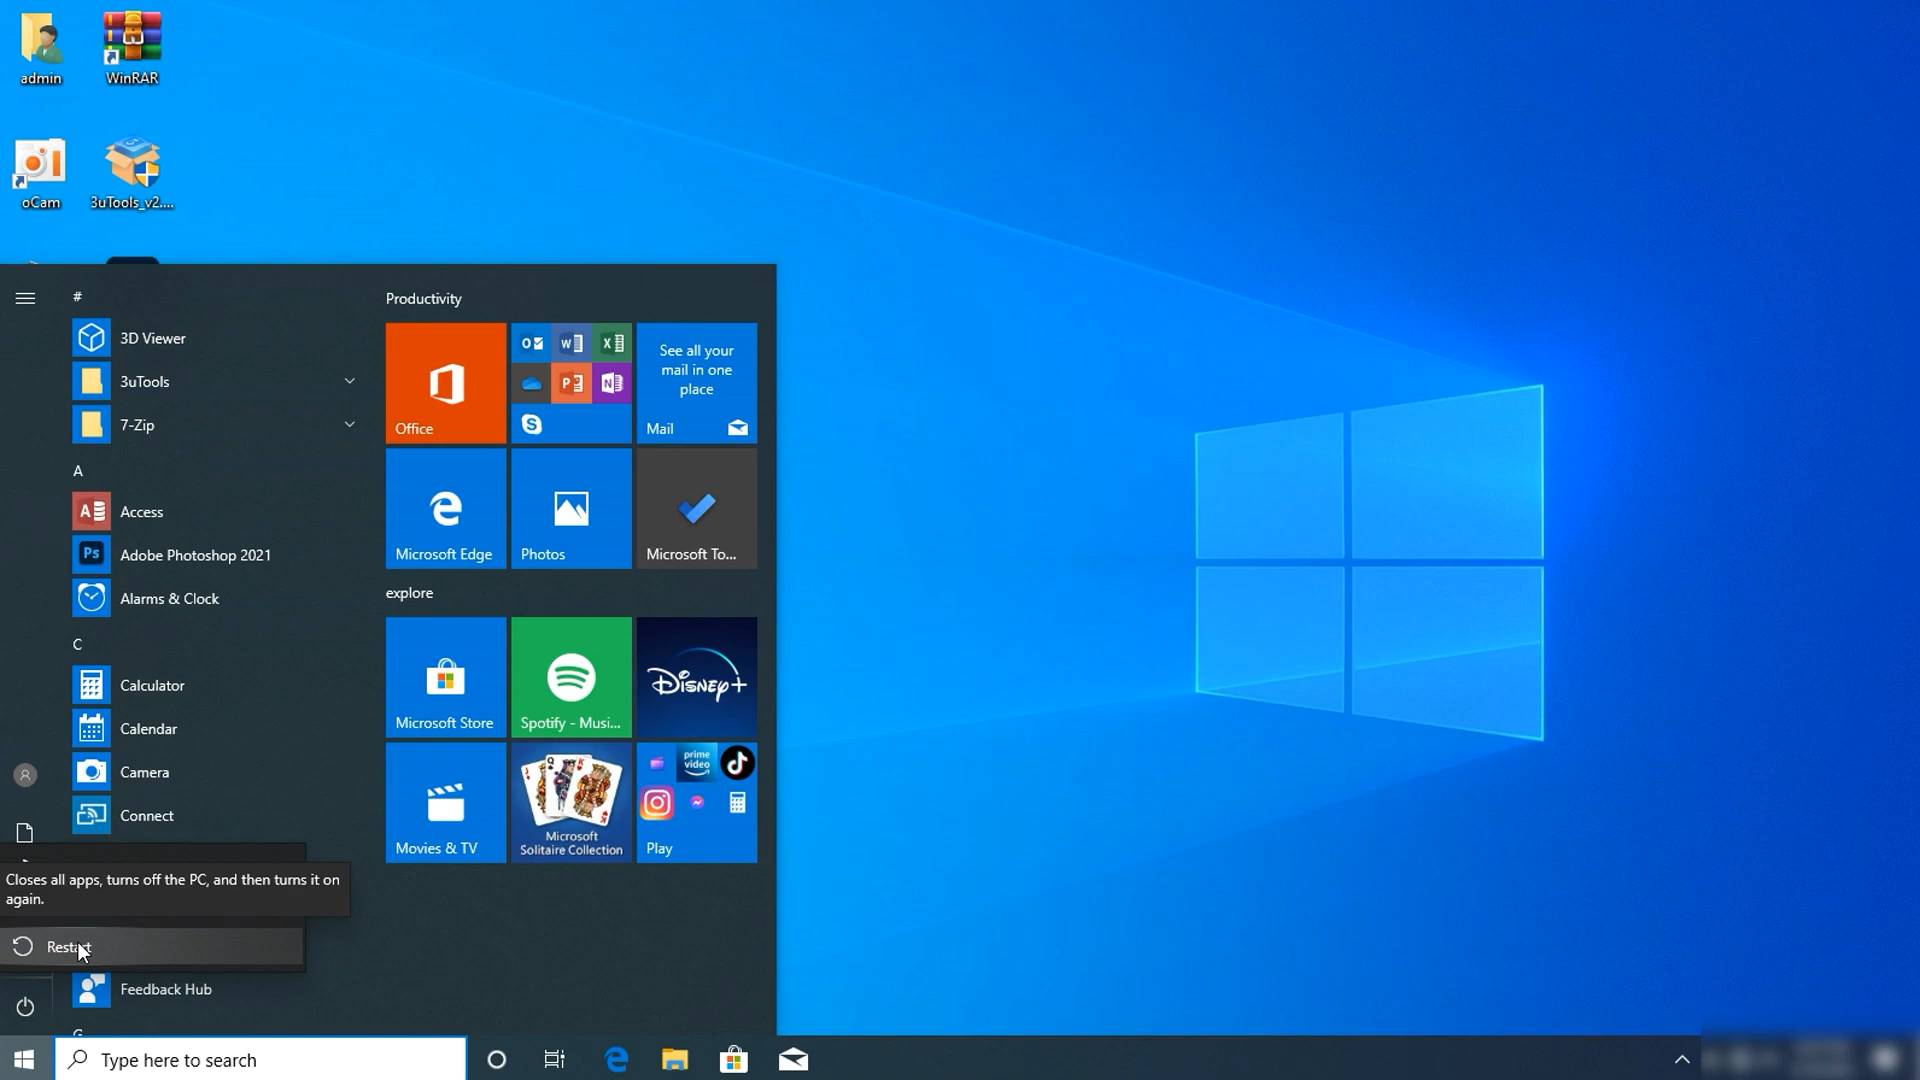 admin
WinRAR
oCam
3uTools_v2....
#
3D Viewer
3uTools
7-Zip
A
Access
Adobe Photoshop 2021
Alarms & Clock
C
Calculator
Calendar
Camera
Connect
Closes all apps, turns off the PC, and then turns it on
again.
Restart
Feedback Hub
G
Productivity
Office
See all your
mail in one
place
Mail
Microsoft Edge
Photos
Microsoft To...
explore
Microsoft Store
Spotify - Musi...
Disney+
Movies & TV
Microsoft
Solitaire Collection
prime
video
Play
Type here to search